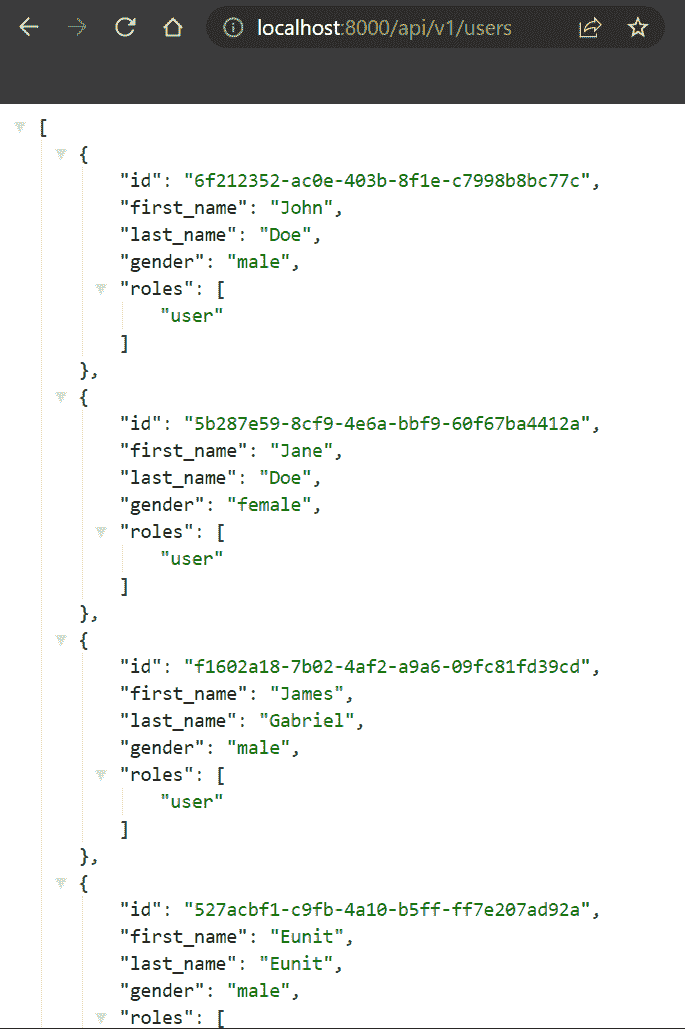 localhost:8000/api/v1/users
[
{
"id": "6f212352-ac0e-403b-8f1e-c7998b8bc77c",
"first_name": "John",
"last_name": "Doe",
"gender": "male",
"roles": [
"user"
]
},
{
"id": "5b287e59-8cf9-4e6a-bbf9-60f67ba4412a",
"first_name": "Jane",
"last_name": "Doe",
"gender": "female",
"roles": [
"user"
]
},
{
"id": "f1602a18-7b02-4af2-a9a6-09fc81fd39cd",
"first_name": "James",
"last_name": "Gabriel",
"gender": "male",
"roles": [
"user"
]
},
{
"id": "527acbf1-c9fb-4a10-b5ff-ff7e207ad92a",
"first_name": "Eunit",
"last_name": "Eunit",
"gender": "male",
"roles": [